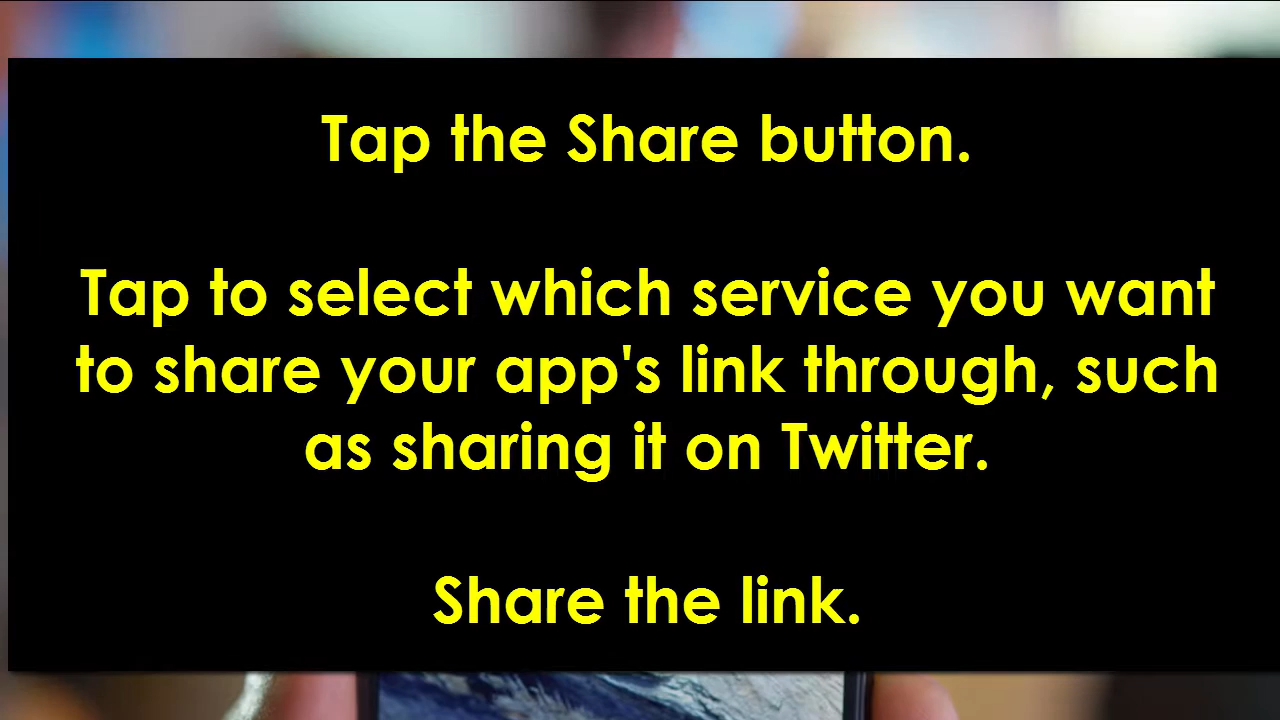 Tap the Share button.
Tap to select which service you want
to share your app's link through, such
as sharing it on Twitter.
Share the link.